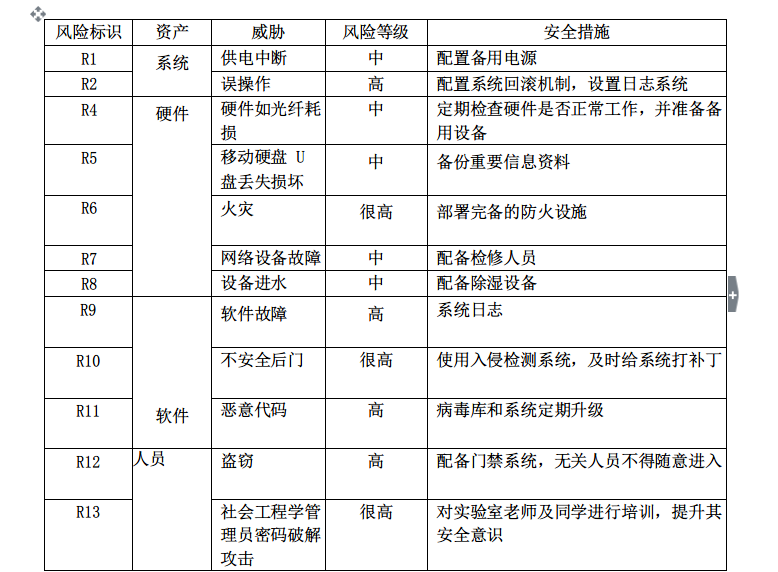 风险标识 资产 威胁 风险等级 安全措施
R1 系统 供电中断 中 配置备用电源
R2 误操作 高 配置系统回滚机制，设置日志系统
R4 硬件 硬件如光纤耗 中 定期检查硬件是否正常工作，并准备备
损 用设备
R5 移动硬盘 U 中 备份重要信息资料
盘丢失损坏
R6 火灾 很高 部署完备的防火设施
R7 网络设备故障 中 配备检修人员
R8 设备进水 中 配备除湿设备
R9 软件故障 高 系统日志
R10 不安全后门 很高 使用入侵检测系统，及时给系统打补丁
R11 软件 恶意代码 高 病毒库和系统定期升级
R12 人员 盗窃 高 配备门禁系统，无关人员不得随意进入
R13 社会工程学管 很高 对实验室老师及同学进行培训，提升其
理员密码破解 安全意识
攻击